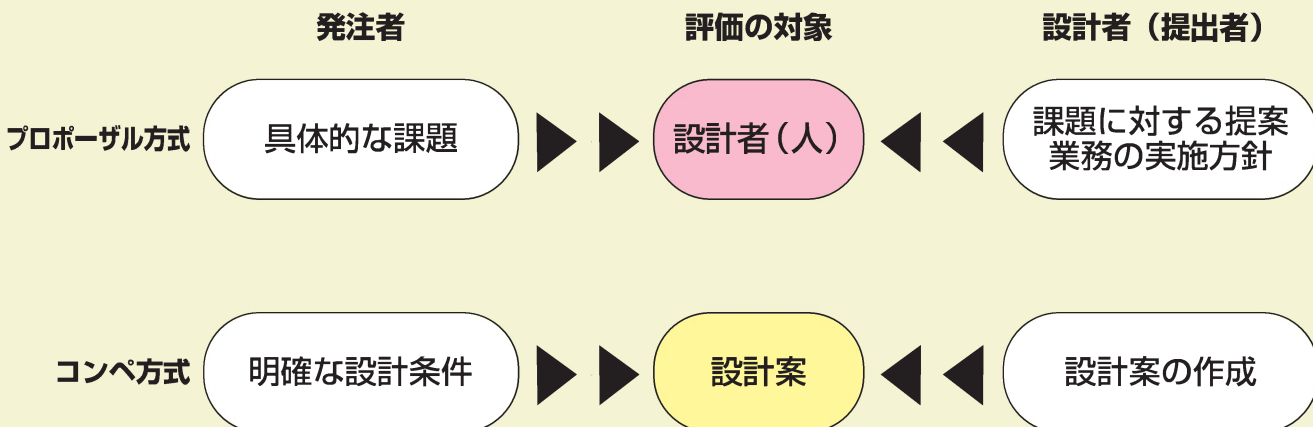 発注者
評価の対象
設計者（提出者）
プロポーザル方式
具体的な課題
設計者（人）
課題に対する提案
業務の実施方針
コンペ方式
明確な設計条件
設計案
設計案の作成